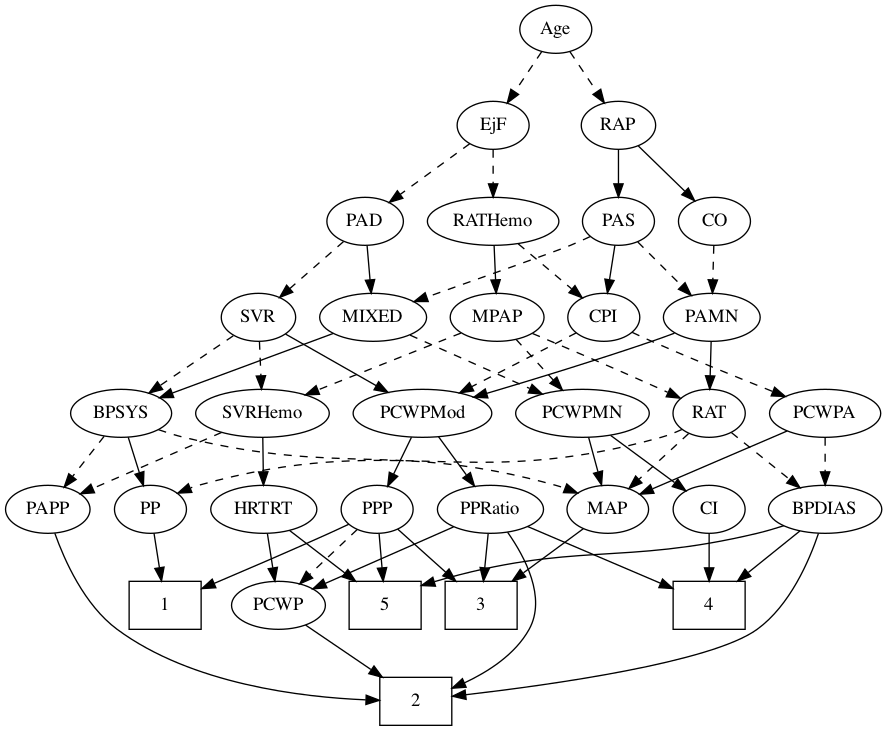 Age
EjF
RAP
PAD
RATHemo
PAS
CO
SVR
MIXED
MPAP
CPI
PAMN
BPSYS
SVRHemo
PCWPMod
PCWPMN
RAT
PCWPA
PAPP
PP
HRTRT
PPP
PPRatio
MAP
CI
BPDIAS
1
PCWP
5
3
4
2